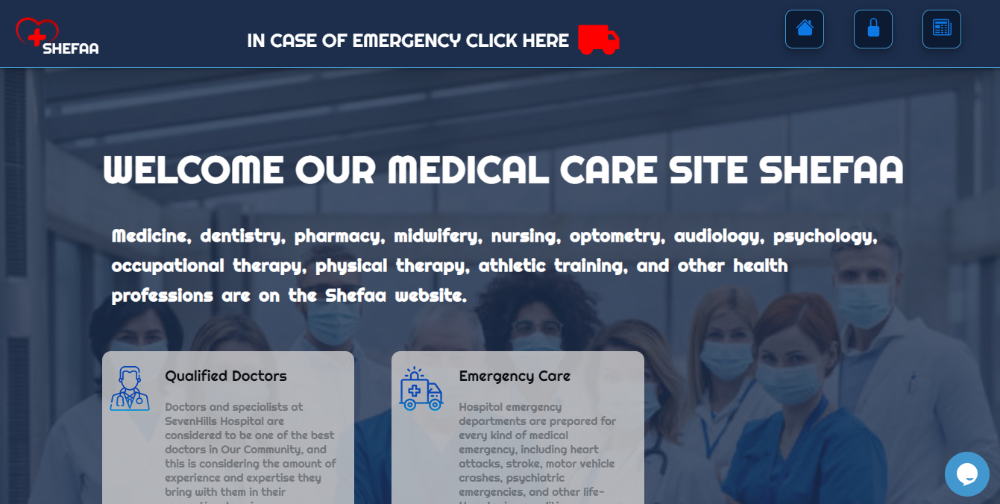 SHEFAA
IN CASE OF EMERGENCY CLICK HERE
WELCOME OUR MEDICAL CARE SITE SHEFAA
Medicine, dentistry, pharmacy, midwifery, nursing, optometry, audiology, psychology,
occupational therapy, physical therapy, athletic training, and other health
professions are on the Shefaa website.
Qualified Doctors
Doctors and specialists at
SevenHills Hospital are
considered to be one of the best
doctors in Our Community, and
this is considering the amount of
experience and expertise they
bring with them in their
Emergency Care
Hospital emergency
departments are prepared for
every kind of medical
emergency, including heart
attacks, stroke, motor vehicle
crashes, psychiatric
emergencies, and other life-